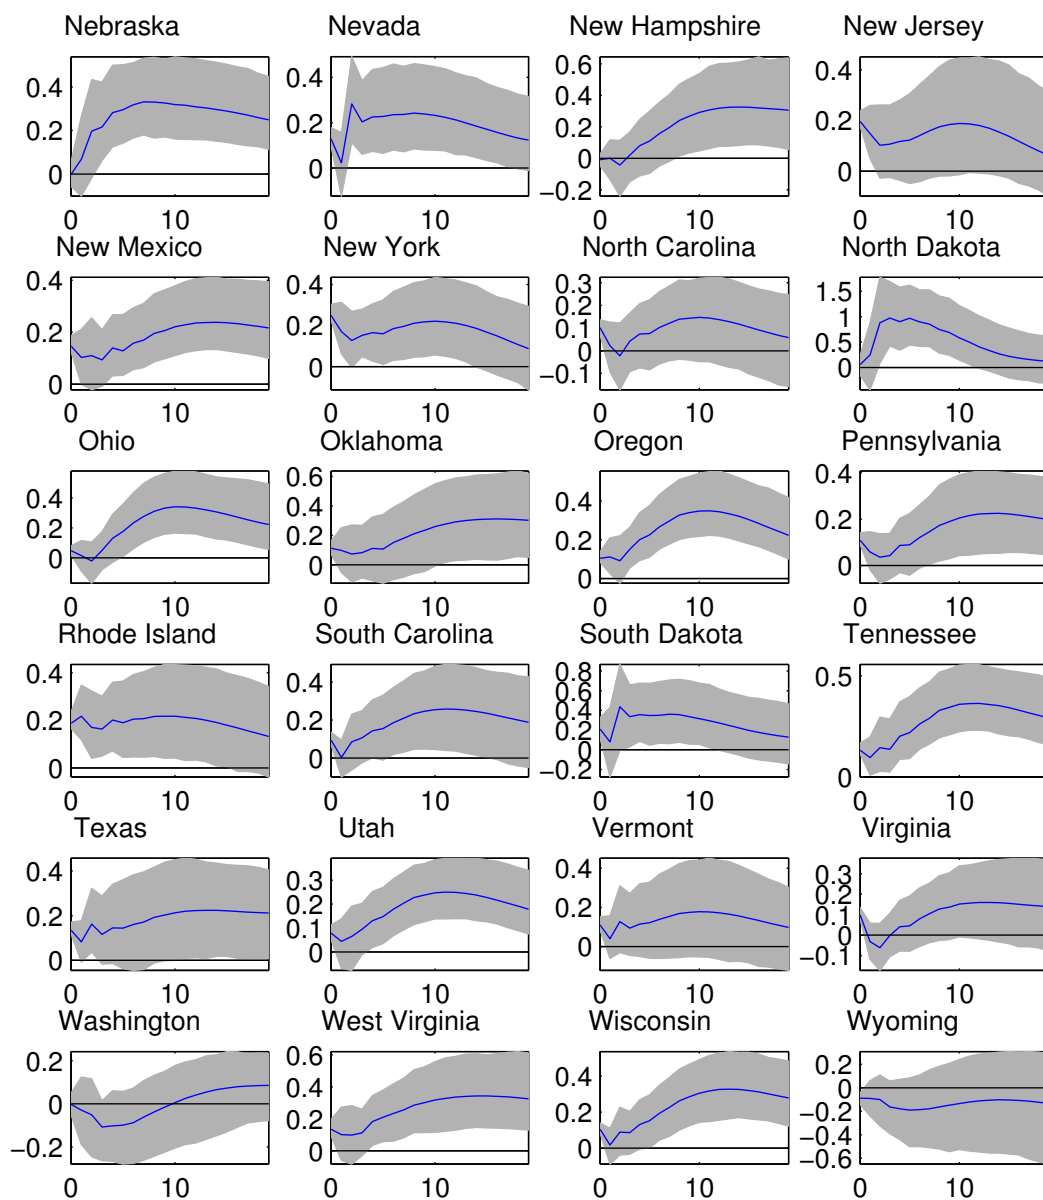 Nebraska Nevada New Hampshire New Jersey
0.4 0.4 0.6 0.4
0.2 0.2 0.4 0.2
0 0 0.2 0
0
−0.2
0 10 0 10 0 10 0 10
New Mexico New York North Carolina North Dakota
0.4 0.4 0.3 1.5
0.2 0.2 0.2 1
0 0 0.1 0.5
0 0
−0.1
0 10 0 10 0 10 0 10
Ohio Oklahoma Oregon Pennsylvania
0.4 0.6 0.4 0.4
0.2 0.4 0.2 0.2
0 0.2 0 0
0
0 10 0 10 0 10 0 10
Rhode Island South Carolina South Dakota Tennessee
0.4 0.4 0.8 0.5
0.2 0.2 0.6 0
0 0 0.4
0.2
0
−0.2
0 10 0 10 0 10 0 10
Texas Utah Vermont Virginia
0.4 0.3 0.4 0.3
0.2 0.2 0.2 0.2
0 0.1 0 0.1
0 0
−0.1
0 10 0 10 0 10 0 10
Washington West Virginia Wisconsin Wyoming
0.2 0.6 0.4 0.2
0 0.4 0.2 0
−0.2 0.2 0 −0.2
0 −0.4
−0.6
0 10 0 10 0 10 0 10